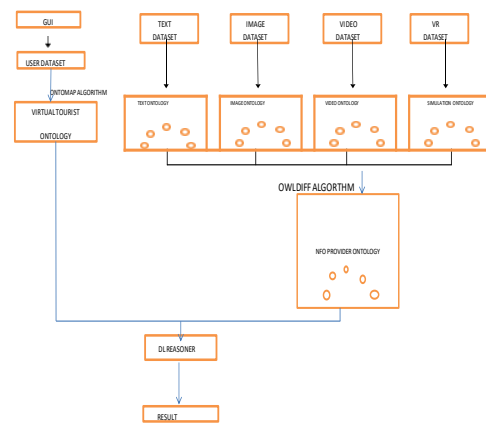 GUI
USER DATASET
ONTOMAP ALGORITHM
VIRTUAL TOURIST
ONTOLOGY
TEXT
DATASET
IMAGE
DATASET
VIDEO
DATASET
VR
DATASET
TEXT ONTOLOGY
IMAGE ONTOLOGY
VIDEO ONTOLOGY
SIMULATION ONTOLOGY
OWLDIFF ALGORTHM
NFO PROVIDER ONTOLOGY
DL REASONER
RESULT